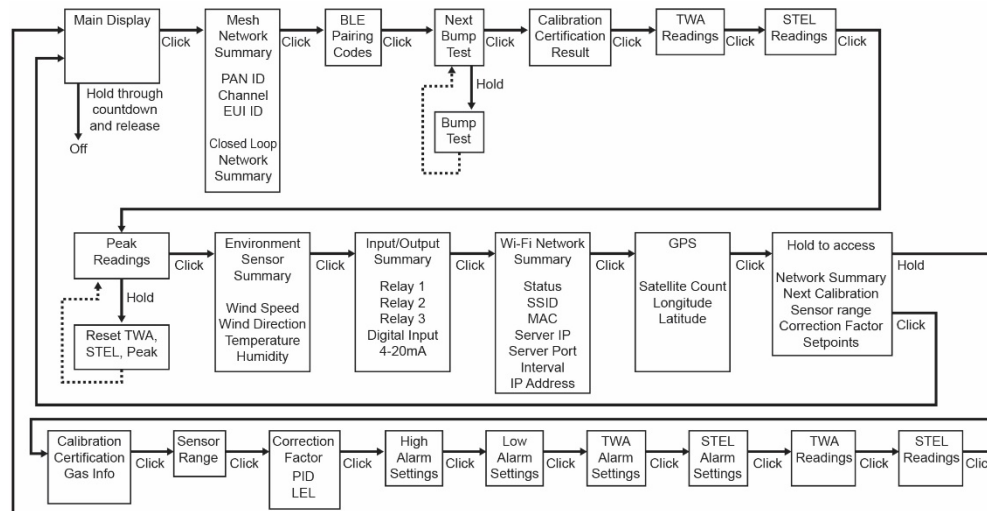 Main Display
Hold through
countdown
and release
Off
Click
Mesh
Network
Summary
PAN ID
Channel
EUI ID
Closed Loop
Network
Summary
Click
BLE
Pairing
Codes
Click
Next
Bump
Test
Hold
Bump
Test
Click
Calibration
Certification
Result
Click
TWA
Readings
Click
STEL
Readings
Click
Peak
Readings
Hold
Reset TWA,
STEL, Peak
Click
Environment
Sensor
Summary
Wind Speed
Wind Direction
Temperature
Humidity
Click
Input/Output
Summary
Relay 1
Relay 2
Relay 3
Digital Input
4-20mA
Click
Wi-Fi Network
Summary
Status
SSID
MAC
Server IP
Server Port
Interval
IP Address
Click
GPS
Satellite Count
Longitude
Latitude
Click
Hold to access
Network Summary
Next Calibration
Sensor range
Correction Factor
Setpoints
Hold
Click
Calibration
Certification
Gas Info
Click
Sensor
Range
Click
Correction
Factor
PID
LEL
Click
High
Alarm
Settings
Click
Low
Alarm
Settings
Click
TWA
Alarm
Settings
Click
STEL
Alarm
Settings
Click
TWA
Readings
Click
STEL
Readings
Click